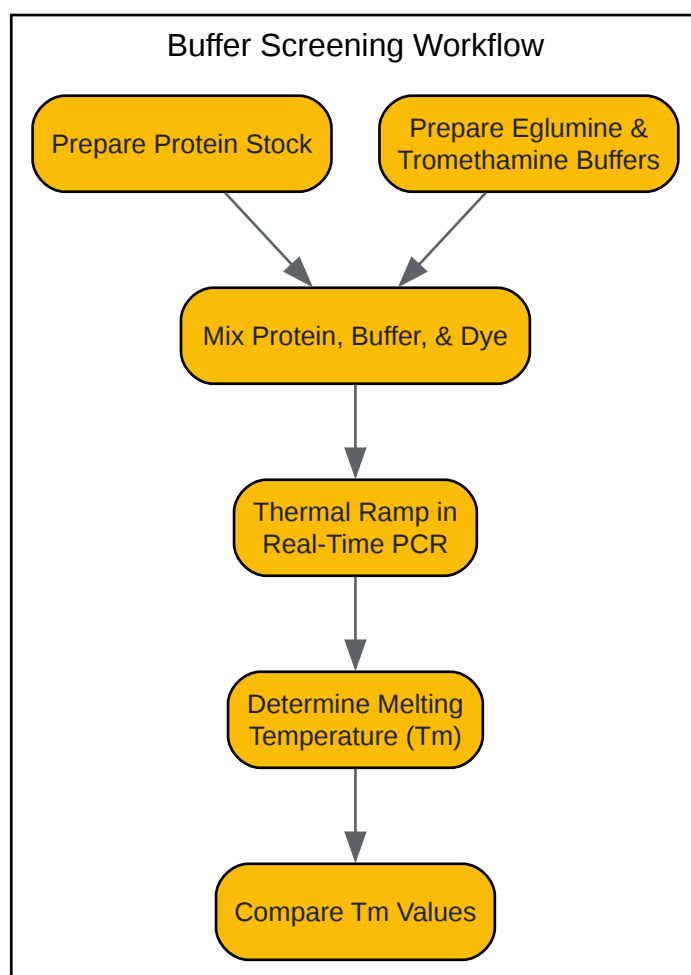 Buffer Screening Workflow
Prepare Protein Stock
Prepare Eglumine &
Tromethamine Buffers
Mix Protein, Buffer, & Dye
Thermal Ramp in
Real-Time PCR
Determine Melting
Temperature (Tm)
Compare Tm Values